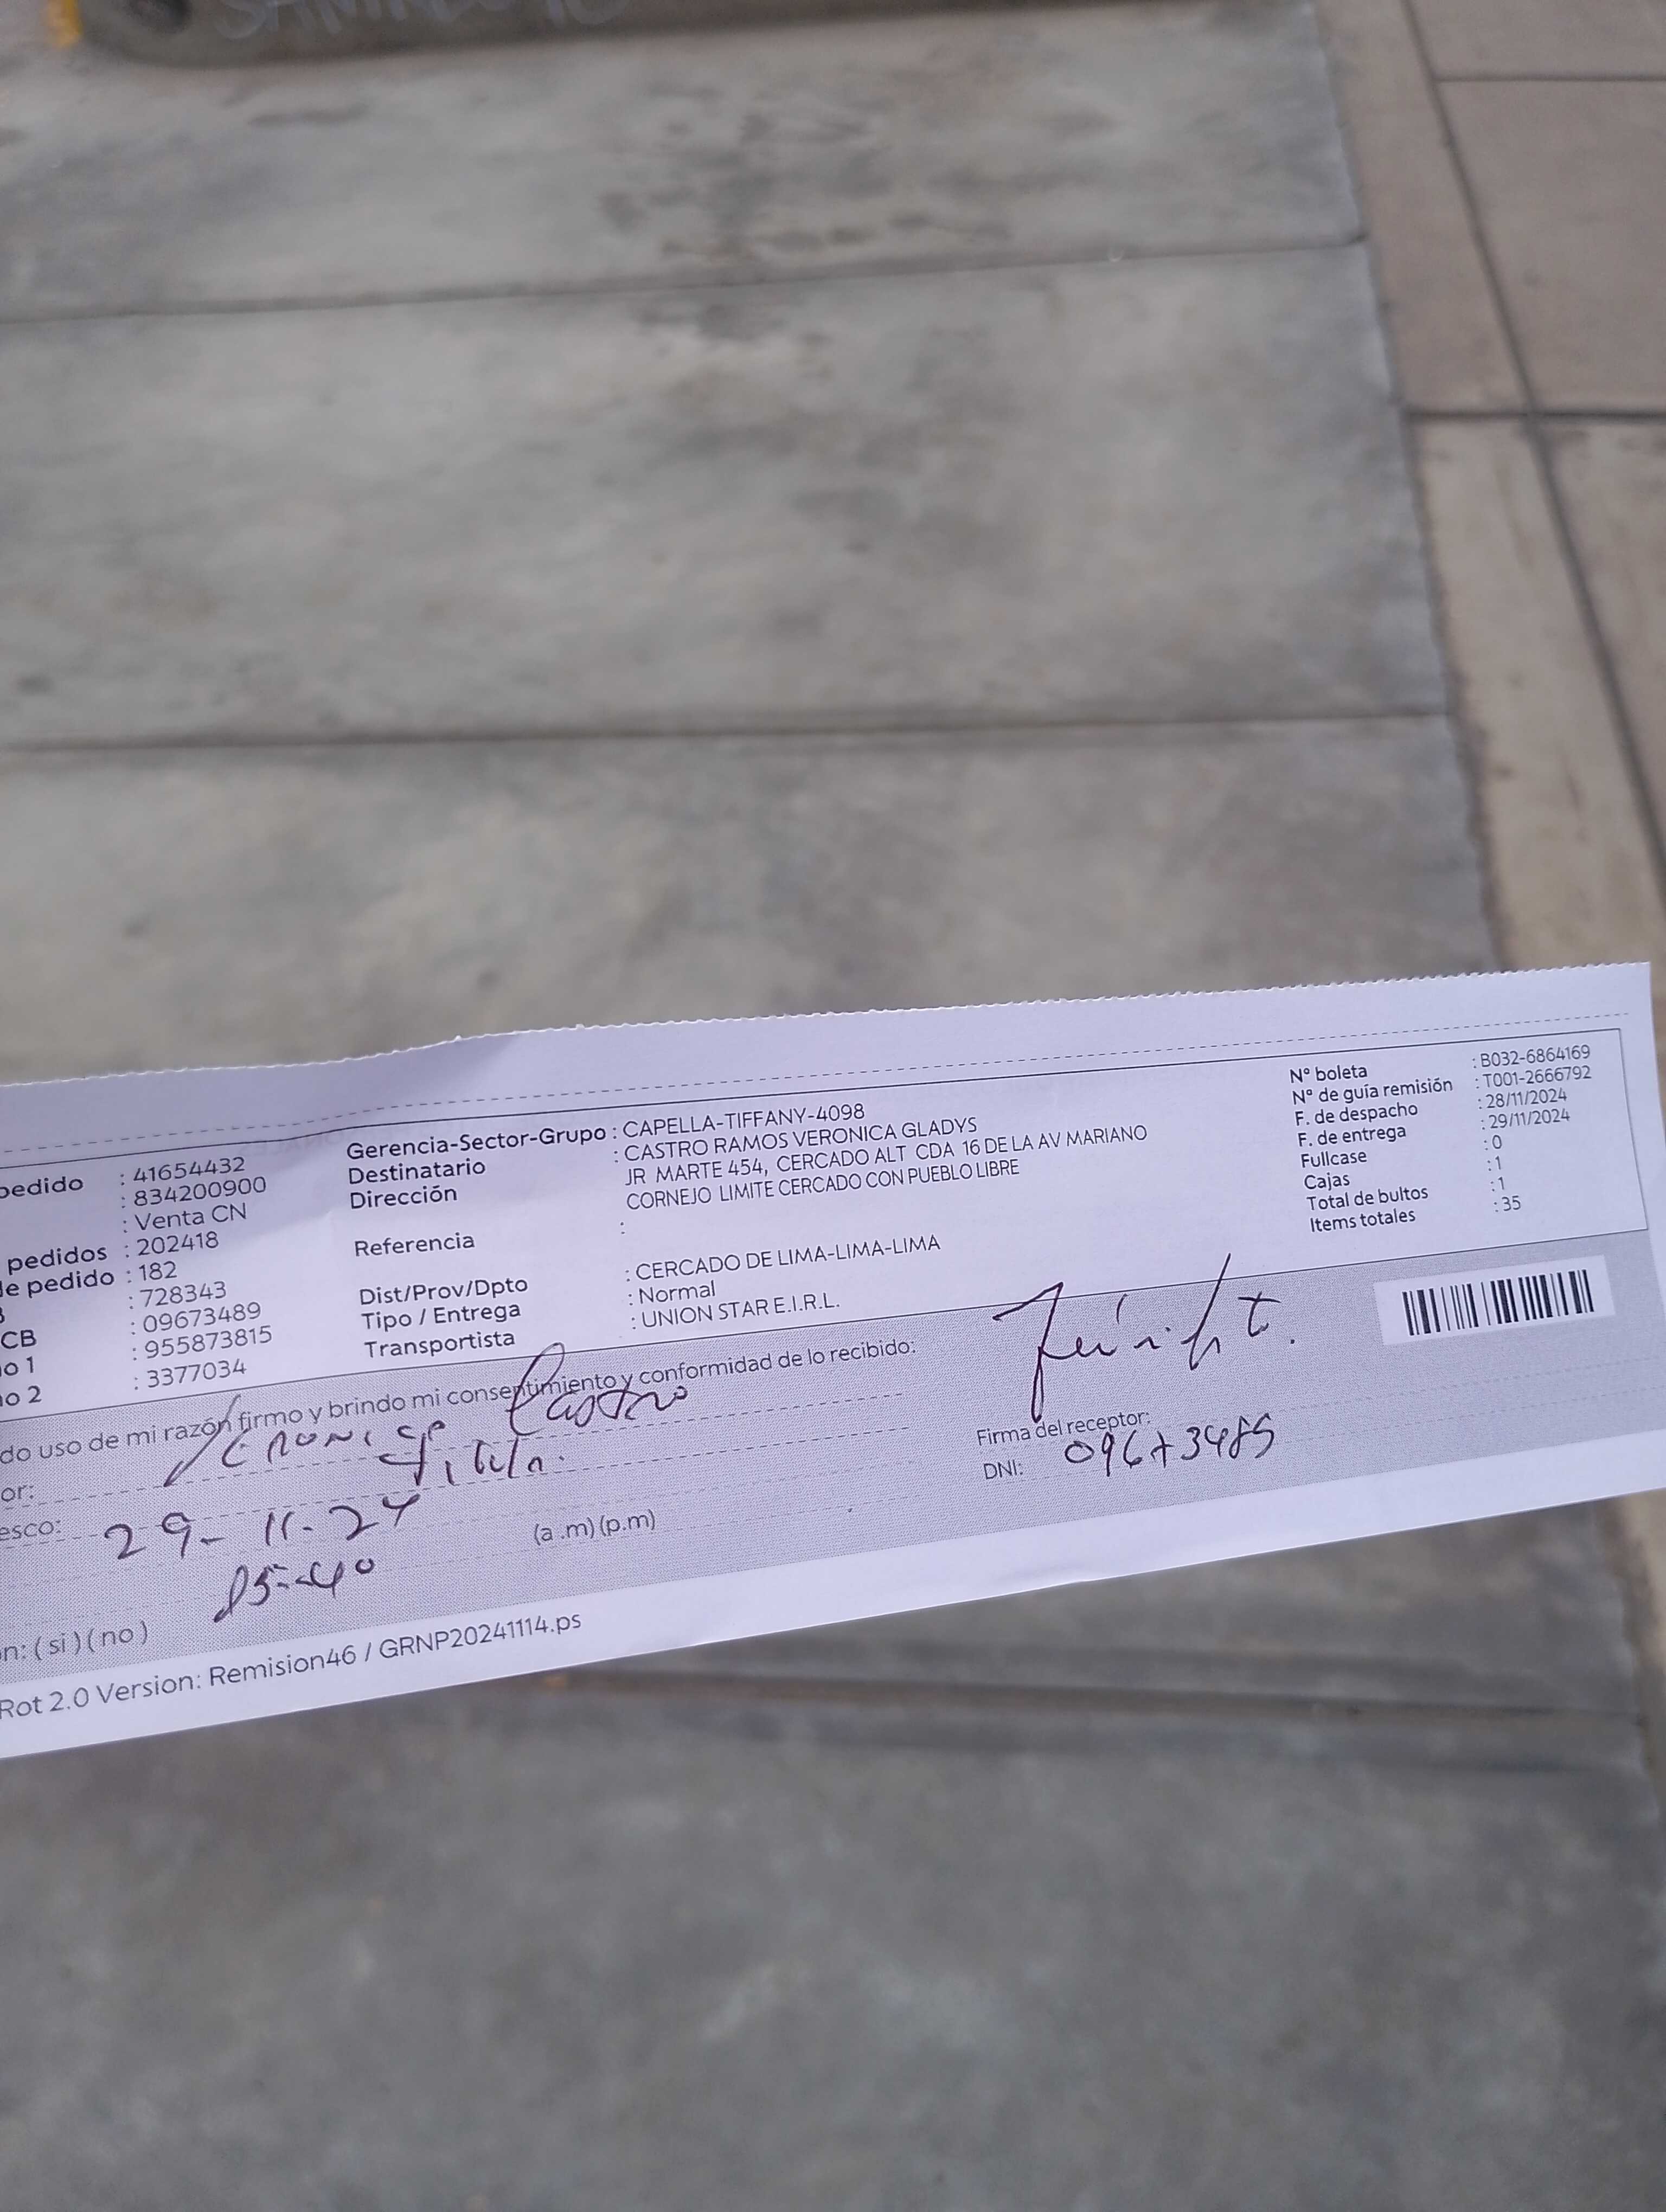 pedido : 41654432
: 834200900
: Venta CN
pedidos : 202418
de pedido : 182
: 728343
CB : 09673489
no 1 : 955873815
no 2 : 3377034
Gerencia-Sector-Grupo : CAPELLA-TIFFANY-4098
Destinatario : CASTRO RAMOS VERONICA GLADYS
Dirección JR MARTE 454, CERCADO ALT CDA 16 DE LA AV MARIANO
CORNEJO LIMITE CERCADO CON PUEBLO LIBRE
Referencia :
Dist/Prov/Dpto : CERCADO DE LIMA-LIMA-LIMA
Tipo / Entrega : Normal
Transportista : UNION STAR E.I.R.L.
N° boleta : B032-6864169
N° de guía remisión : T001-2666792
F. de despacho : 28/11/2024
F. de entrega : 29/11/2024
Fullcase : 0
Cajas : 1
Total de bultos : 1
Items totales : 35
do uso de mi razón firmo y brindo mi consentimiento y conformidad de lo recibido:
or: Veronica Castro
esco: Titular.
29-11-24
15:40 (a .m) (p.m)
n: ( si ) ( no )
Firma del receptor:
DNI: 09673489
Rot 2.0 Version: Remision46 / GRNP20241114.ps